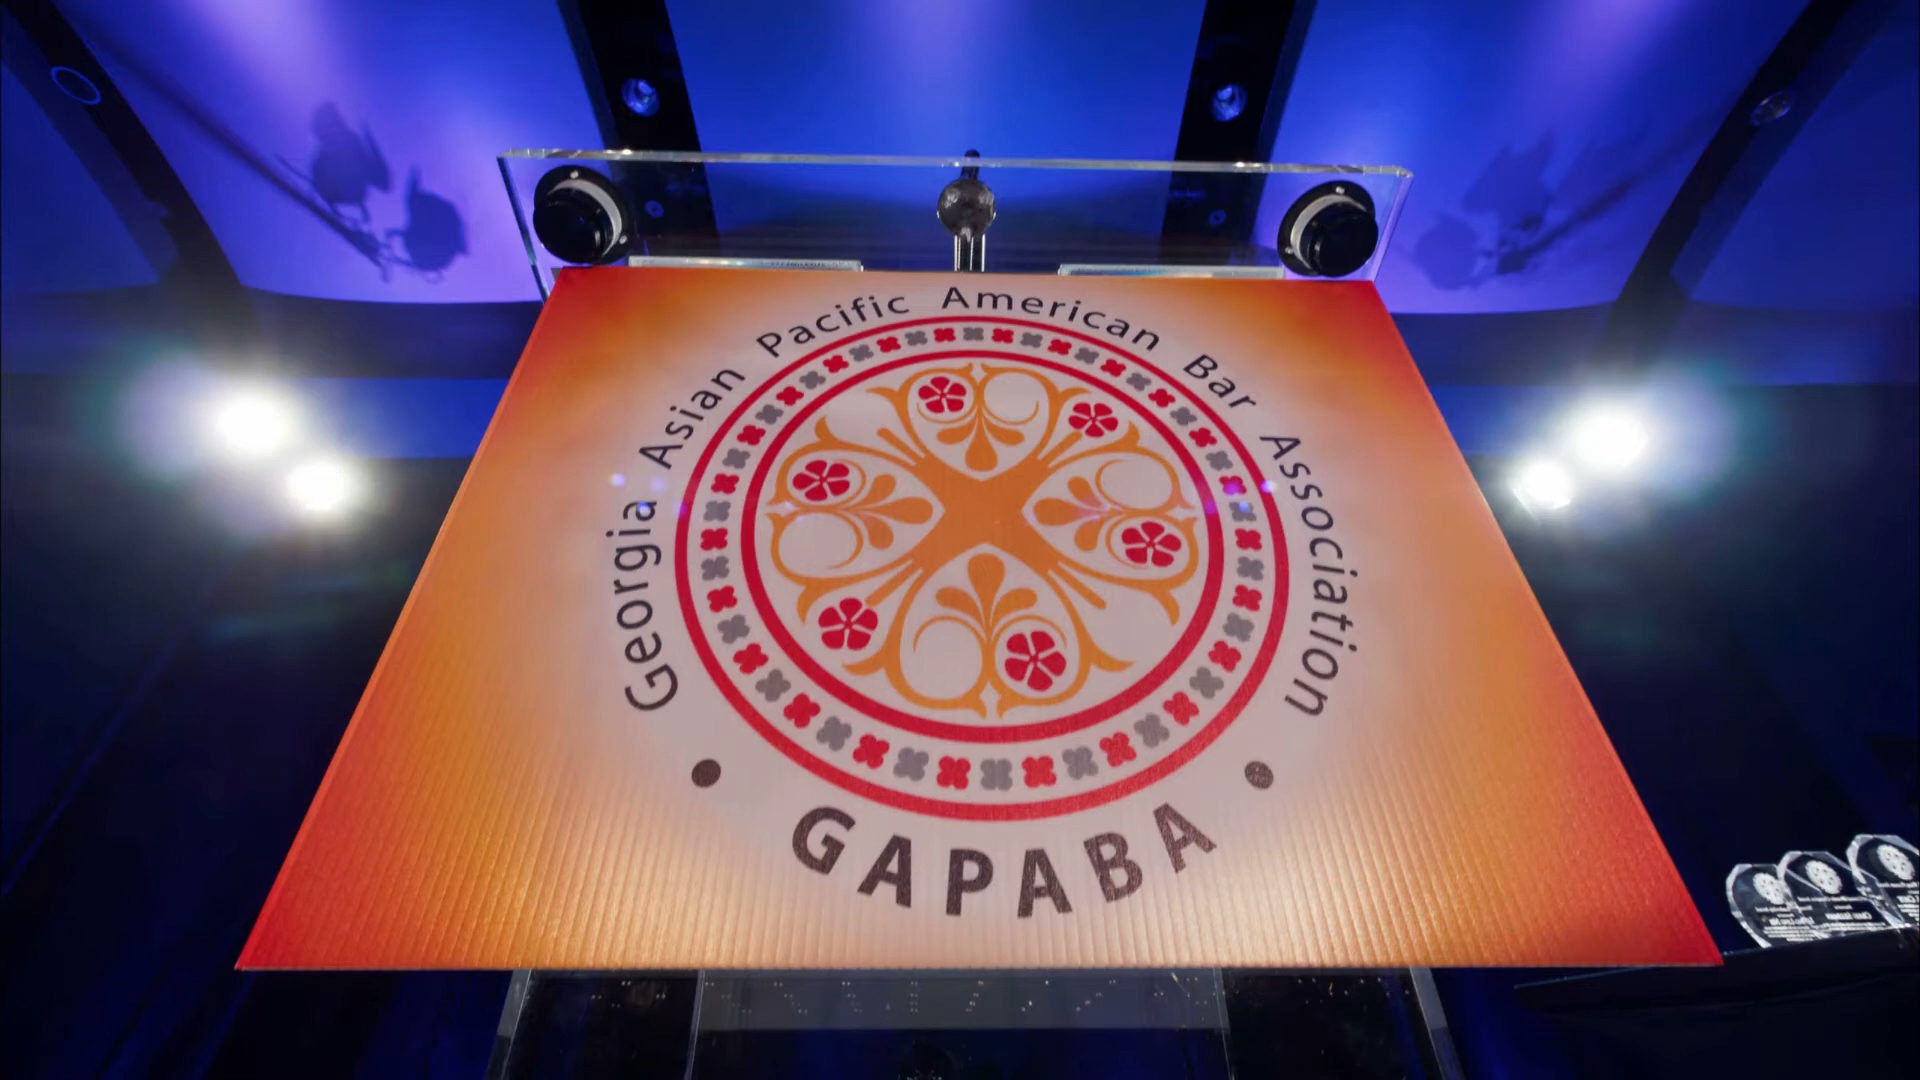 Georgia Asian Pacific American Bar Association
• GAPABA •